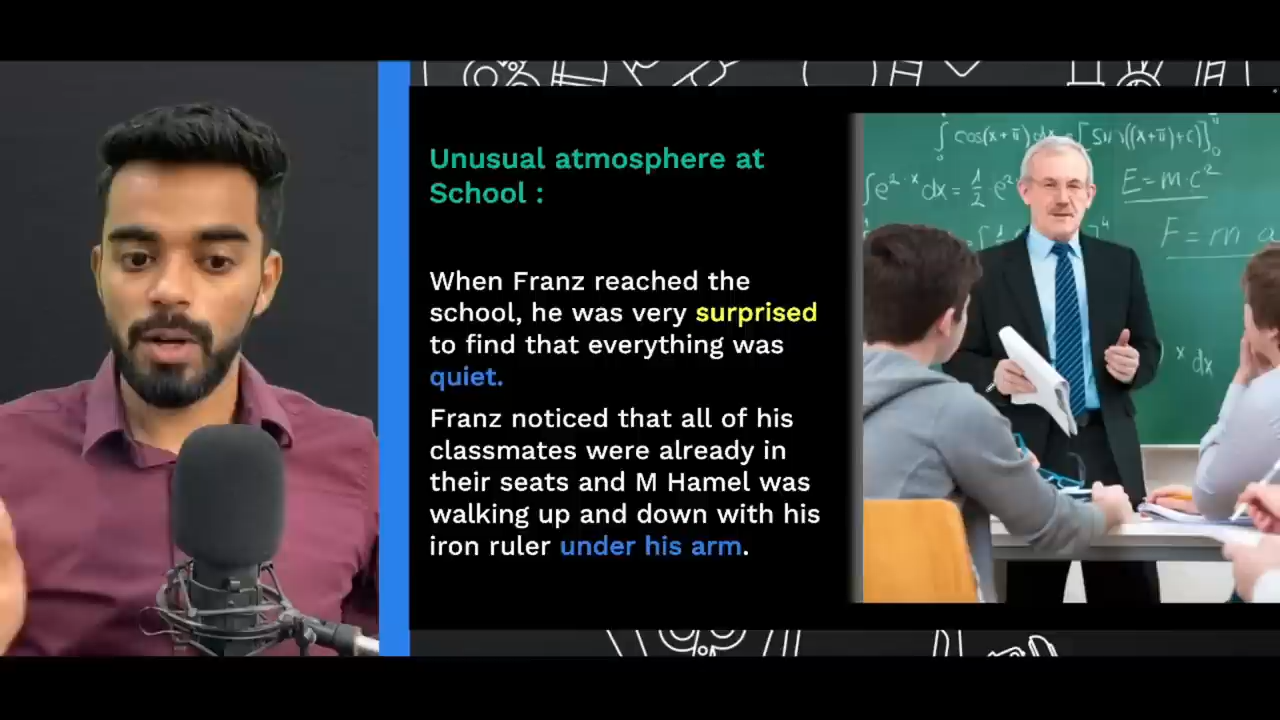 Unusual atmosphere at
School :
When Franz reached the
school, he was very surprised
to find that everything was
quiet.
Franz noticed that all of his
classmates were already in
their seats and M Hamel was
walking up and down with his
iron ruler under his arm.
E=m·c²
F=m a